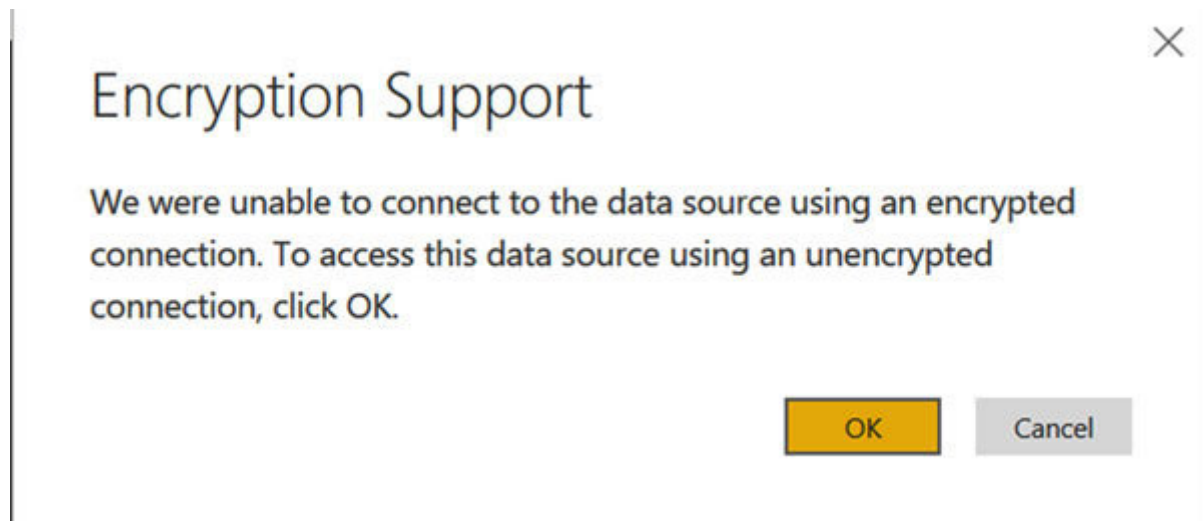 Encryption Support
We were unable to connect to the data source using an encrypted
connection. To access this data source using an unencrypted
connection, click OK.
OK
Cancel